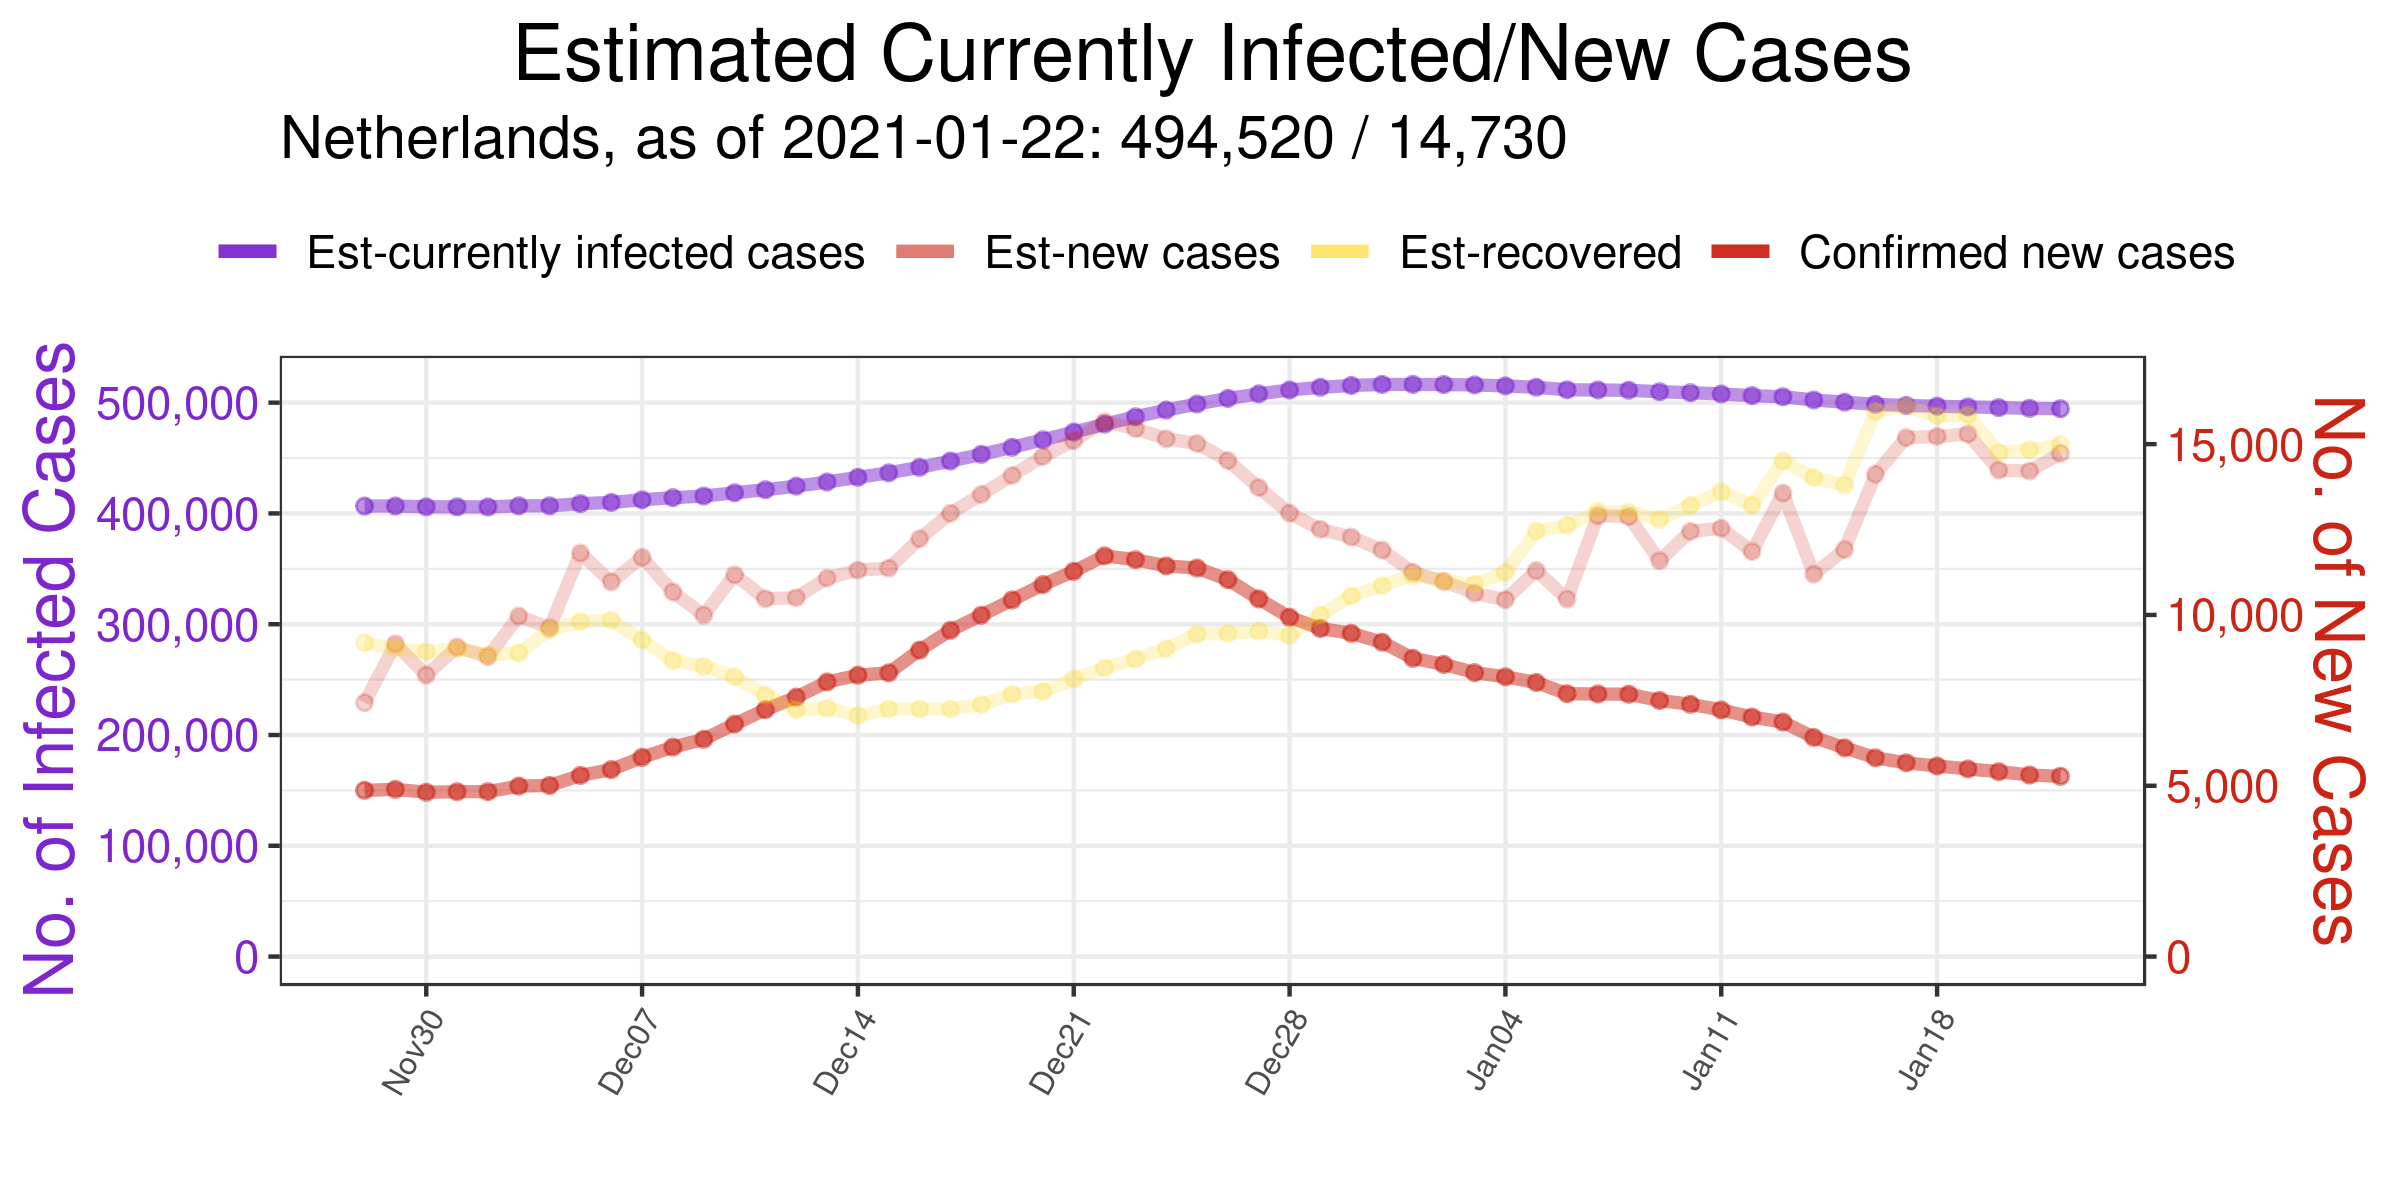 Estimated Currently Infected/New Cases
Netherlands, as of 2021-01-22: 494,520 / 14,730
Est-currently infected cases Est-new cases Est-recovered Confirmed new cases
No. of Infected Cases
500,000
400,000
300,000
200,000
100,000
0
15,000
10,000
5,000
0
No. of New Cases
Nov30 Dec07 Dec14 Dec21 Dec28 Jan04 Jan11 Jan18